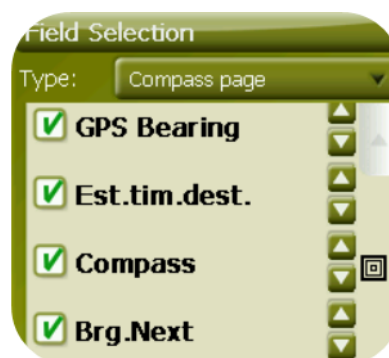 Field Selection
Type: Compass page
GPS Bearing
Est.tim.dest.
Compass
Brg.Next